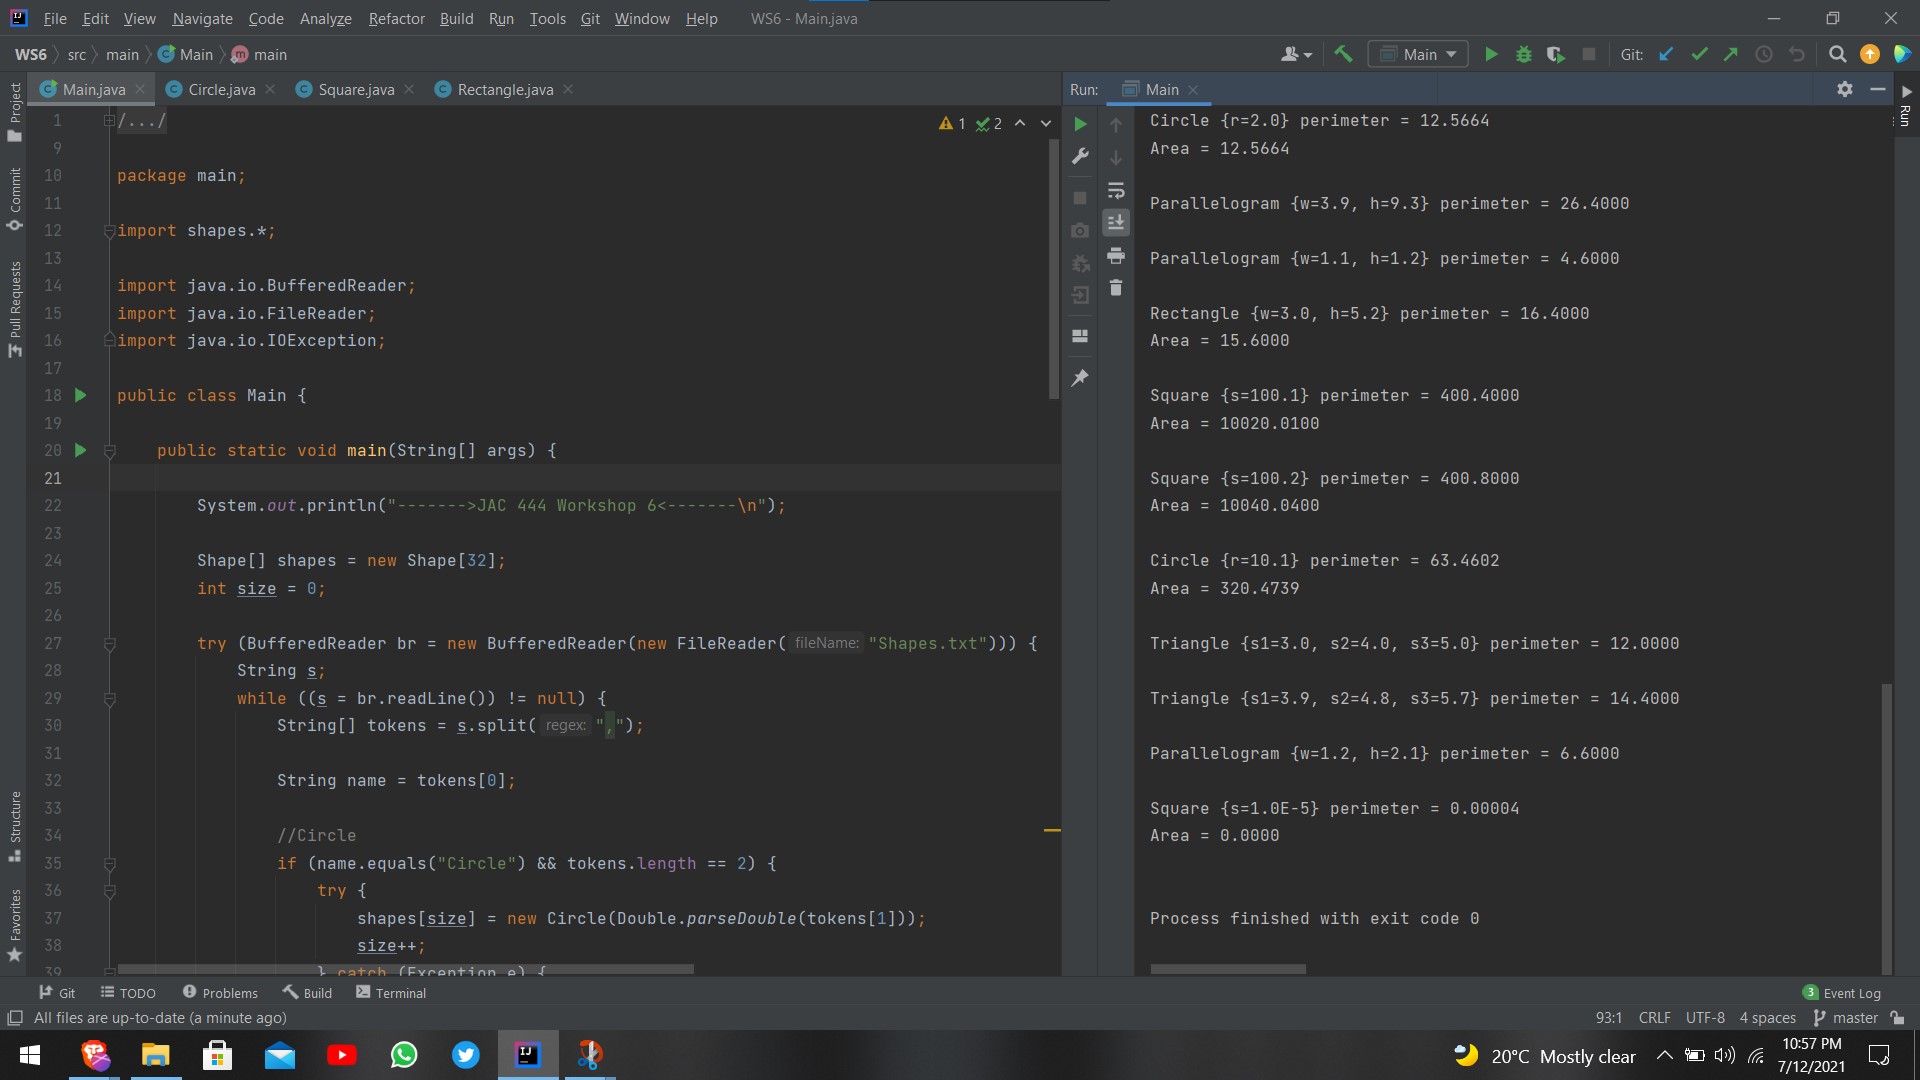 File Edit View Navigate Code Analyze Refactor Build Run Tools Git Window Help WS6 - Main.java
WS6 src main Main main
Main Git:
Main.java Circle.java Square.java Rectangle.java
Run: Main
Project
Commit
Pull Requests
Structure
Favorites
Run
1 2
1 /.../
9
10 package main;
11
12 import shapes.*;
13
14 import java.io.BufferedReader;
15 import java.io.FileReader;
16 import java.io.IOException;
17
18 public class Main {
19
20 public static void main(String[] args) {
21
22 System.out.println("------->JAC 444 Workshop 6<-------\n");
23
24 Shape[] shapes = new Shape[32];
25 int size = 0;
26
27 try (BufferedReader br = new BufferedReader(new FileReader( fileName: "Shapes.txt"))) {
28 String s;
29 while ((s = br.readLine()) != null) {
30 String[] tokens = s.split( regex: ",");
31
32 String name = tokens[0];
33
34 //Circle
35 if (name.equals("Circle") && tokens.length == 2) {
36 try {
37 shapes[size] = new Circle(Double.parseDouble(tokens[1]));
38 size++;
39 } catch (Exception e) {
Circle {r=2.0} perimeter = 12.5664
Area = 12.5664
Parallelogram {w=3.9, h=9.3} perimeter = 26.4000
Parallelogram {w=1.1, h=1.2} perimeter = 4.6000
Rectangle {w=3.0, h=5.2} perimeter = 16.4000
Area = 15.6000
Square {s=100.1} perimeter = 400.4000
Area = 10020.0100
Square {s=100.2} perimeter = 400.8000
Area = 10040.0400
Circle {r=10.1} perimeter = 63.4602
Area = 320.4739
Triangle {s1=3.0, s2=4.0, s3=5.0} perimeter = 12.0000
Triangle {s1=3.9, s2=4.8, s3=5.7} perimeter = 14.4000
Parallelogram {w=1.2, h=2.1} perimeter = 6.6000
Square {s=1.0E-5} perimeter = 0.00004
Area = 0.0000
Process finished with exit code 0
Git TODO Problems Build Terminal 3 Event Log
All files are up-to-date (a minute ago) 93:1 CRLF UTF-8 4 spaces master
20°C Mostly clear
10:57 PM
7/12/2021